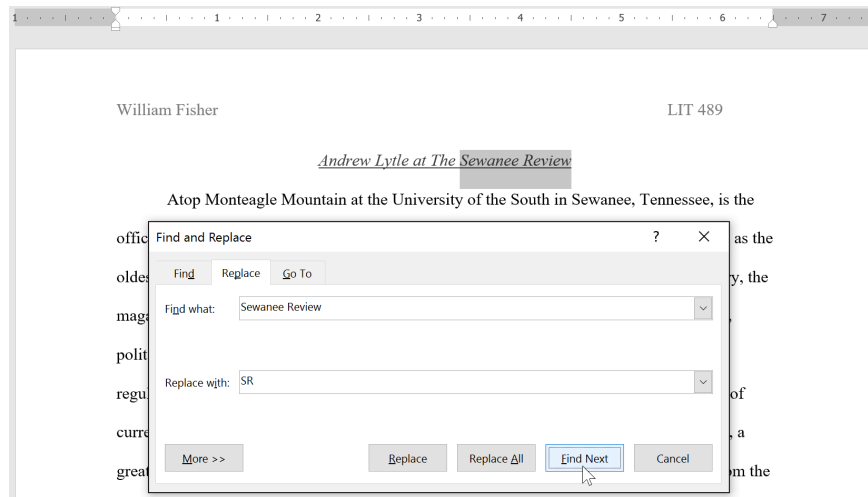 1 1 2 3 4 5 6 7
William Fisher LIT 489
Andrew Lytle at The Sewanee Review
Atop Monteagle Mountain at the University of the South in Sewanee, Tennessee, is the
offic as the
Find and Replace ?
oldes y, the
Find Replace Go To
maga
Find what: Sewanee Review
polit
Replace with: SR
regul of
curre , a
More >> Replace Replace All Find Next Cancel
great om the